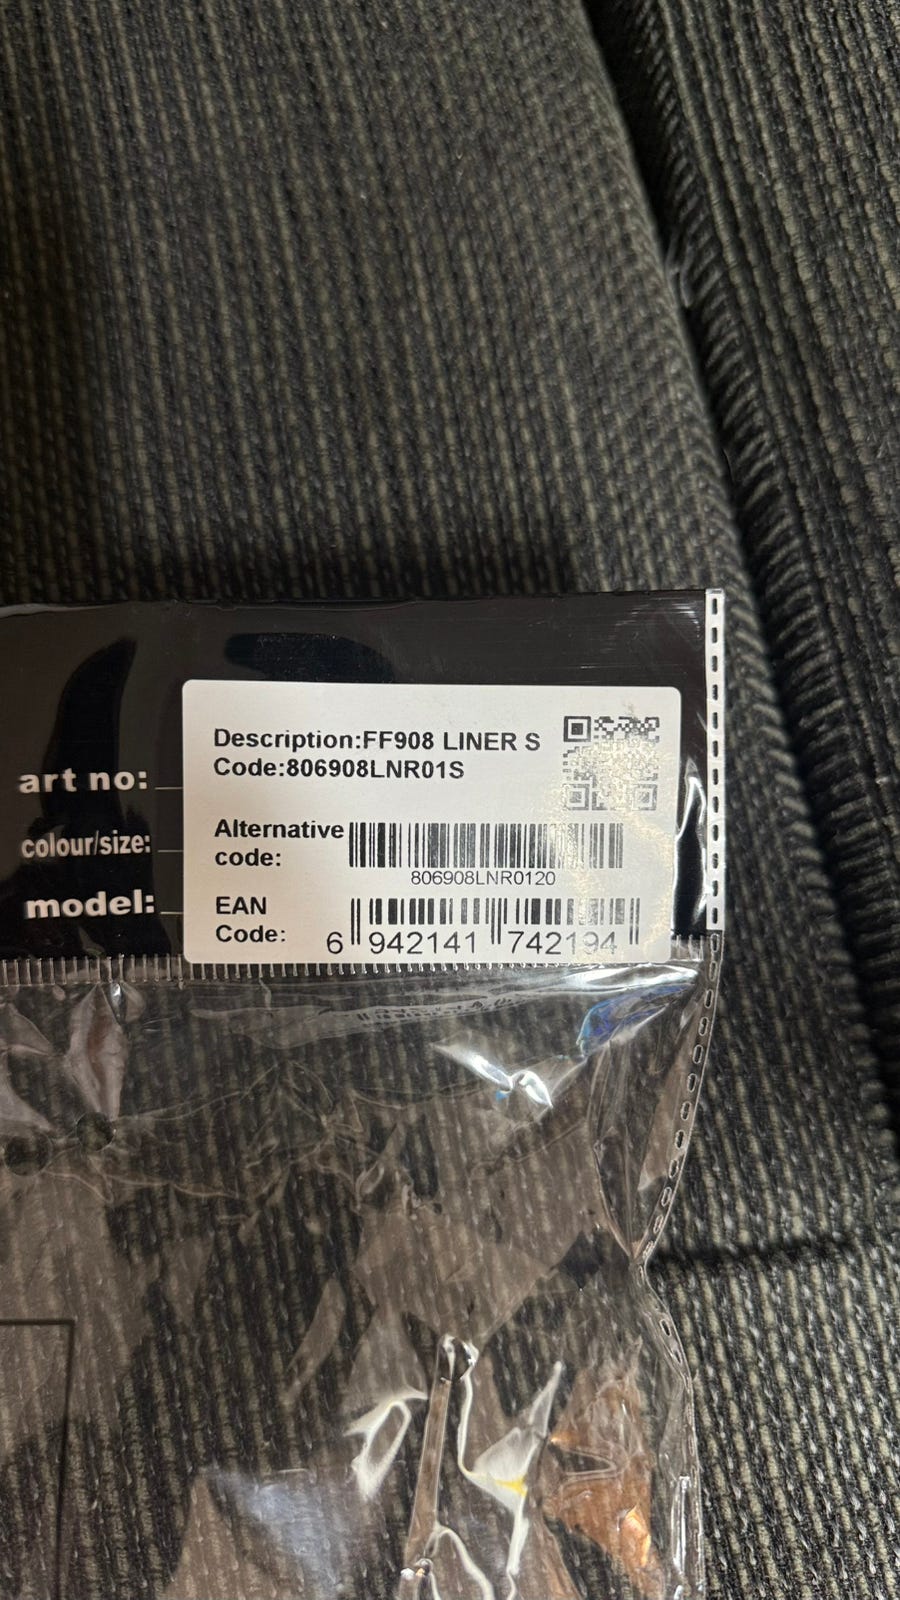 Description:FF908 LINER S
Code:806908LNR01S
art no:
Alternative code:
colour/size:
806908LNR0120
model:
EAN Code:
6 942141 742194